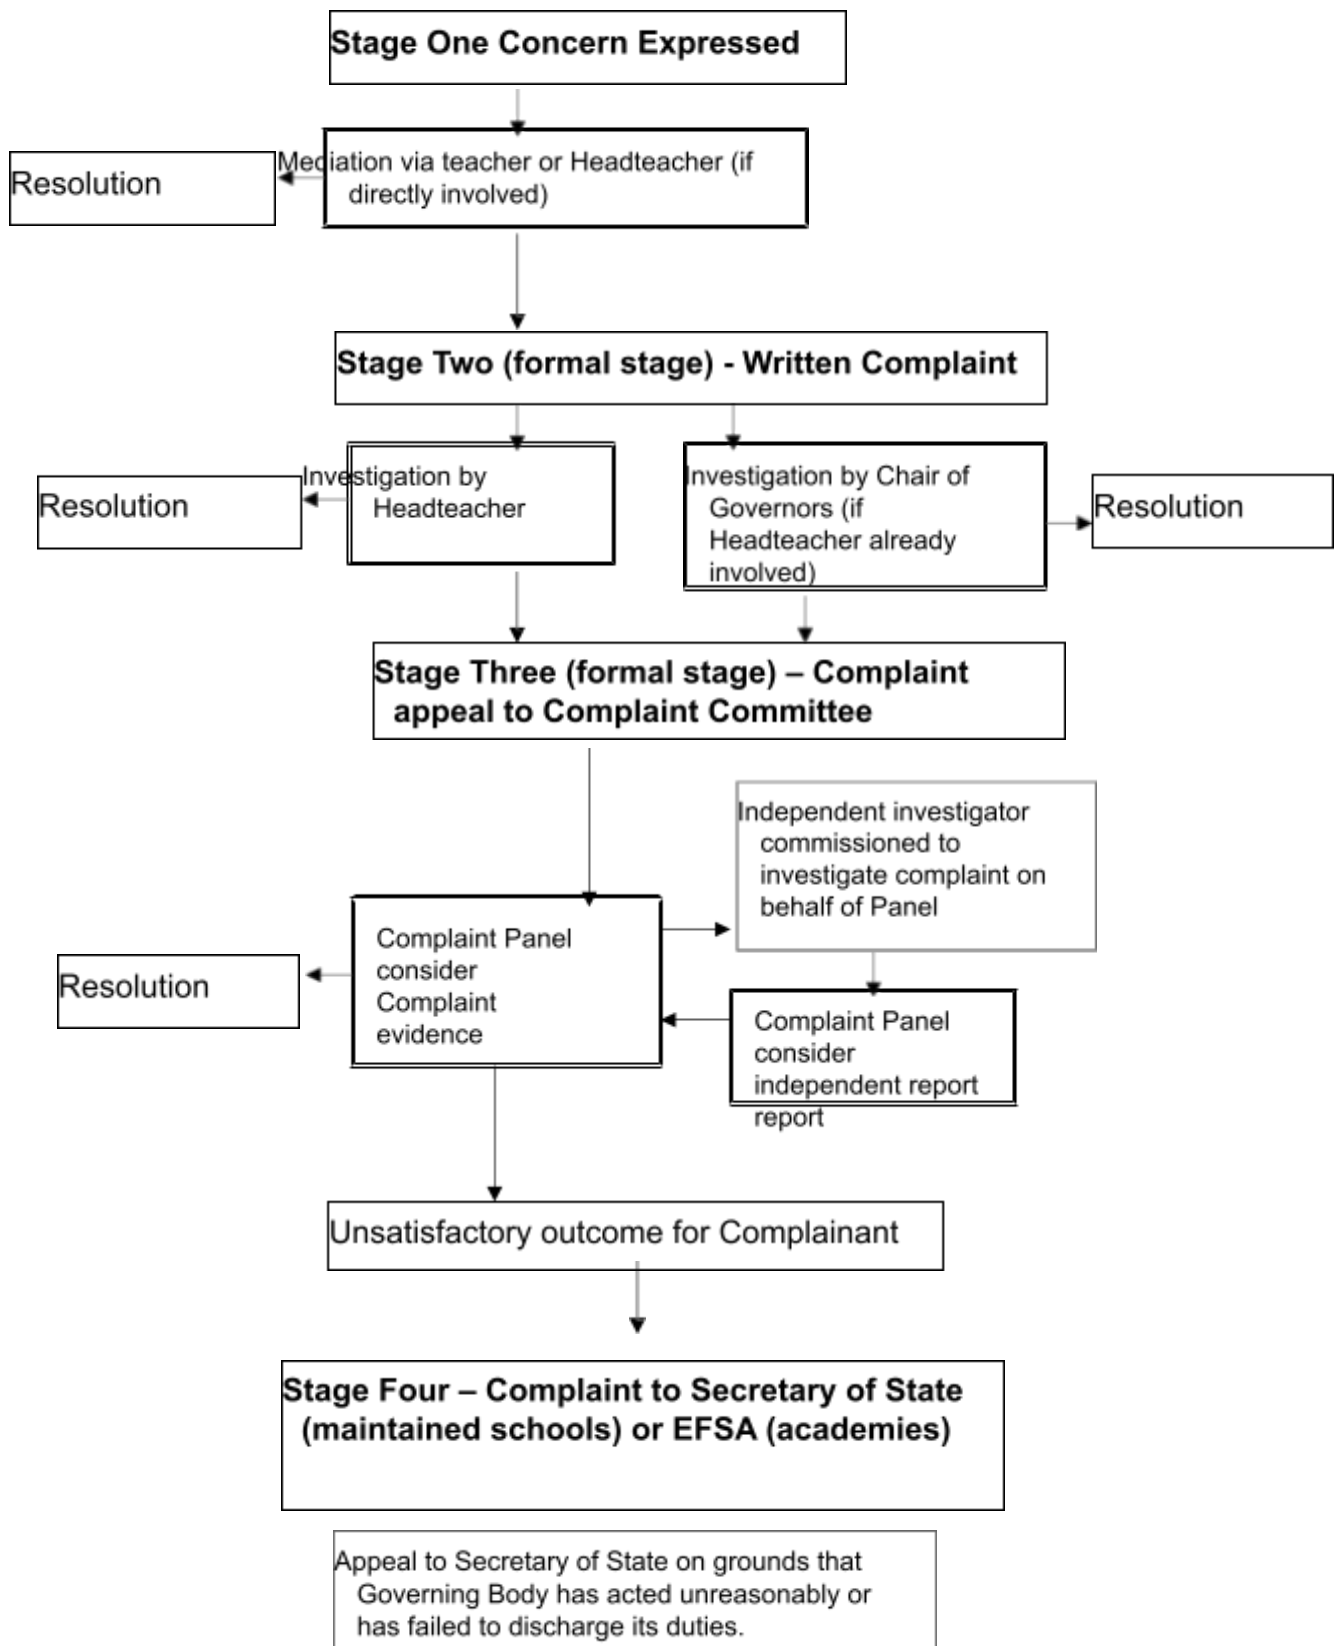 Stage One Concern Expressed
Resolution
Mediation via teacher or Headteacher (if
directly involved)
Stage Two (formal stage) - Written Complaint
Resolution
Investigation by
Headteacher
Investigation by Chair of
Governors (if
Headteacher already
involved)
Resolution
Stage Three (formal stage) – Complaint
appeal to Complaint Committee
Independent investigator
commissioned to
investigate complaint on
behalf of Panel
Resolution
Complaint Panel
consider
Complaint
evidence
Complaint Panel
consider
independent report
report
Unsatisfactory outcome for Complainant
Stage Four – Complaint to Secretary of State
(maintained schools) or EFSA (academies)
Appeal to Secretary of State on grounds that
Governing Body has acted unreasonably or
has failed to discharge its duties.